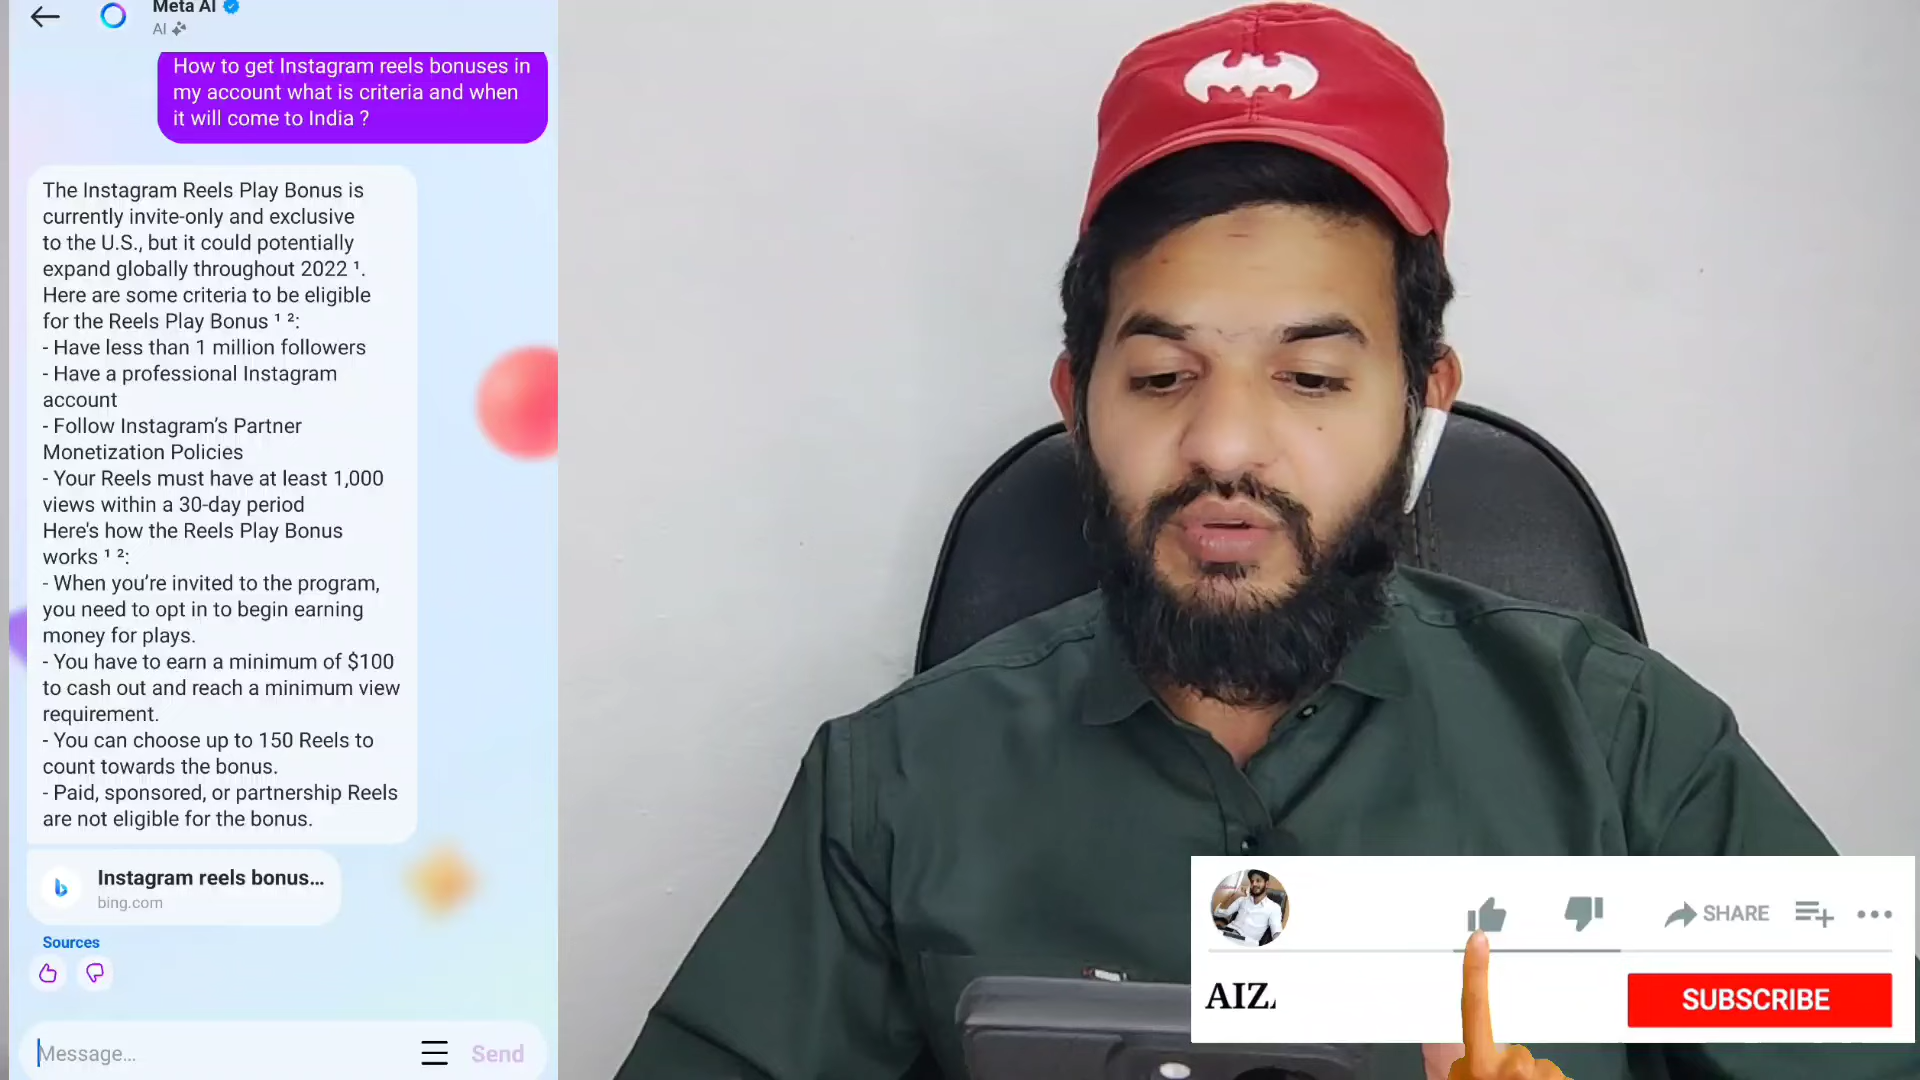 Meta AI
AI
How to get Instagram reels bonuses in
my account what is criteria and when
it will come to India ?
The Instagram Reels Play Bonus is
currently invite-only and exclusive
to the U.S., but it could potentially
expand globally throughout 2022 ¹.
Here are some criteria to be eligible
for the Reels Play Bonus ¹ ²:
- Have less than 1 million followers
- Have a professional Instagram
account
- Follow Instagram’s Partner
Monetization Policies
- Your Reels must have at least 1,000
views within a 30-day period
Here's how the Reels Play Bonus
works ¹ ²:
- When you’re invited to the program,
you need to opt in to begin earning
money for plays.
- You have to earn a minimum of $100
to cash out and reach a minimum view
requirement.
- You can choose up to 150 Reels to
count towards the bonus.
- Paid, sponsored, or partnership Reels
are not eligible for the bonus.
Instagram reels bonus...
bing.com
Sources
Message...
Send
SHARE
AIZ
SUBSCRIBE